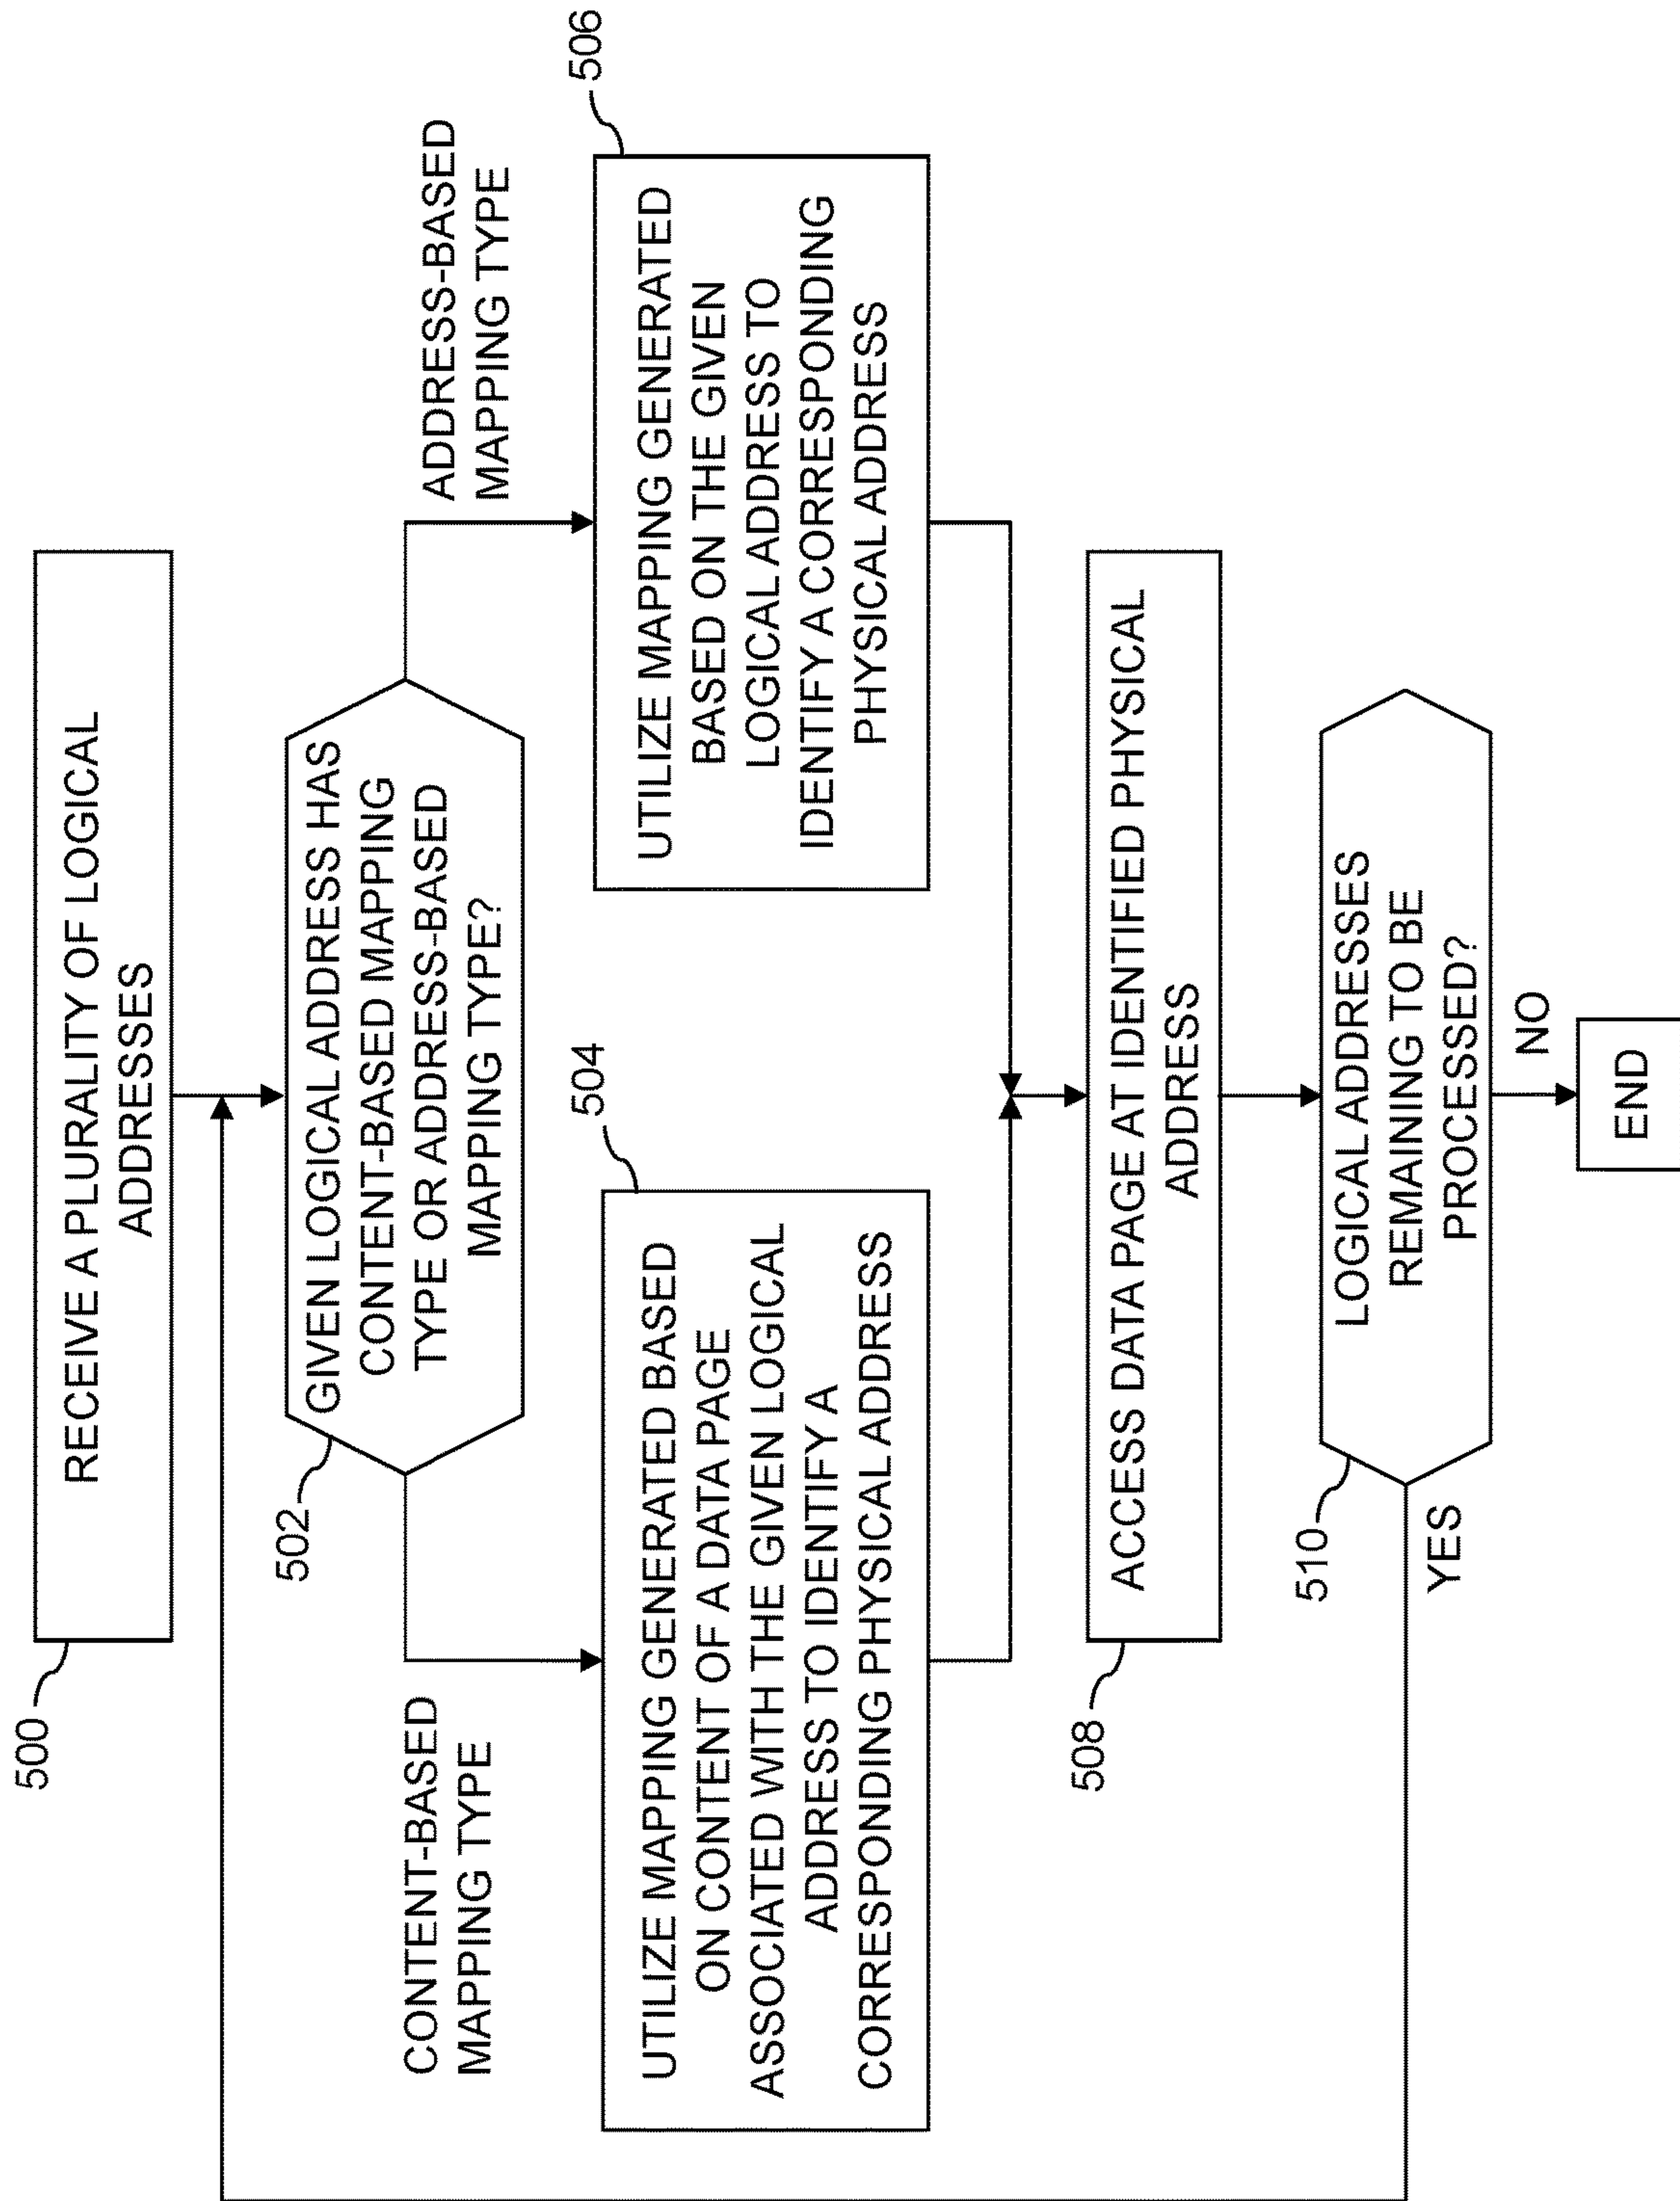 500
RECEIVE A PLURALITY OF LOGICAL
ADDRESSES
502
GIVEN LOGICAL ADDRESS HAS
CONTENT-BASED MAPPING
TYPE OR ADDRESS-BASED
MAPPING TYPE?
CONTENT-BASED
MAPPING TYPE
ADDRESS-BASED
MAPPING TYPE
504
UTILIZE MAPPING GENERATED BASED
ON CONTENT OF A DATA PAGE
ASSOCIATED WITH THE GIVEN LOGICAL
ADDRESS TO IDENTIFY A
CORRESPONDING PHYSICAL ADDRESS
506
UTILIZE MAPPING GENERATED
BASED ON THE GIVEN
LOGICAL ADDRESS TO
IDENTIFY A CORRESPONDING
PHYSICAL ADDRESS
508
ACCESS DATA PAGE AT IDENTIFIED PHYSICAL
ADDRESS
510
LOGICAL ADDRESSES
REMAINING TO BE
PROCESSED?
YES
NO
END